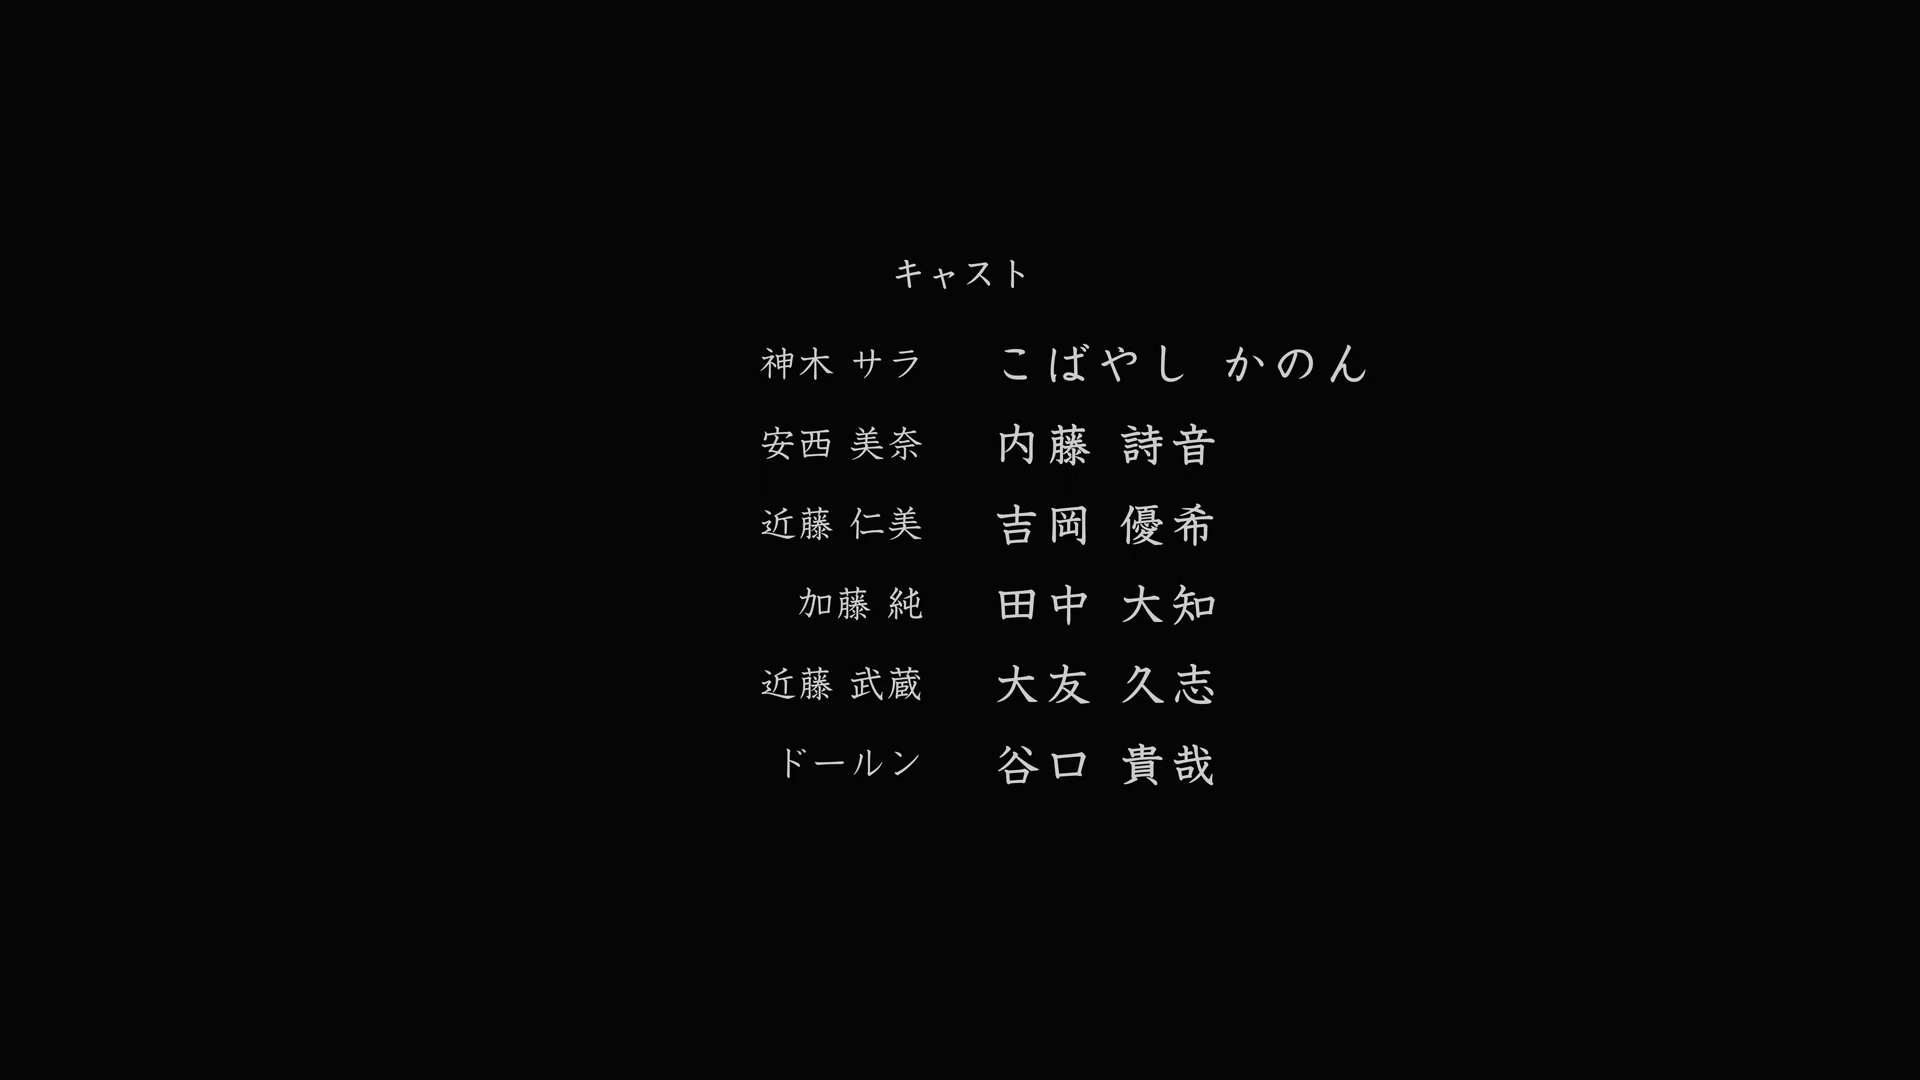 キャスト
神木 サラ こばやし かのん
安西 美奈 内藤 詩音
近藤 仁美 吉岡 優希
加藤 純 田中 大知
近藤 武蔵 大友 久志
ドールン 谷口 貴哉